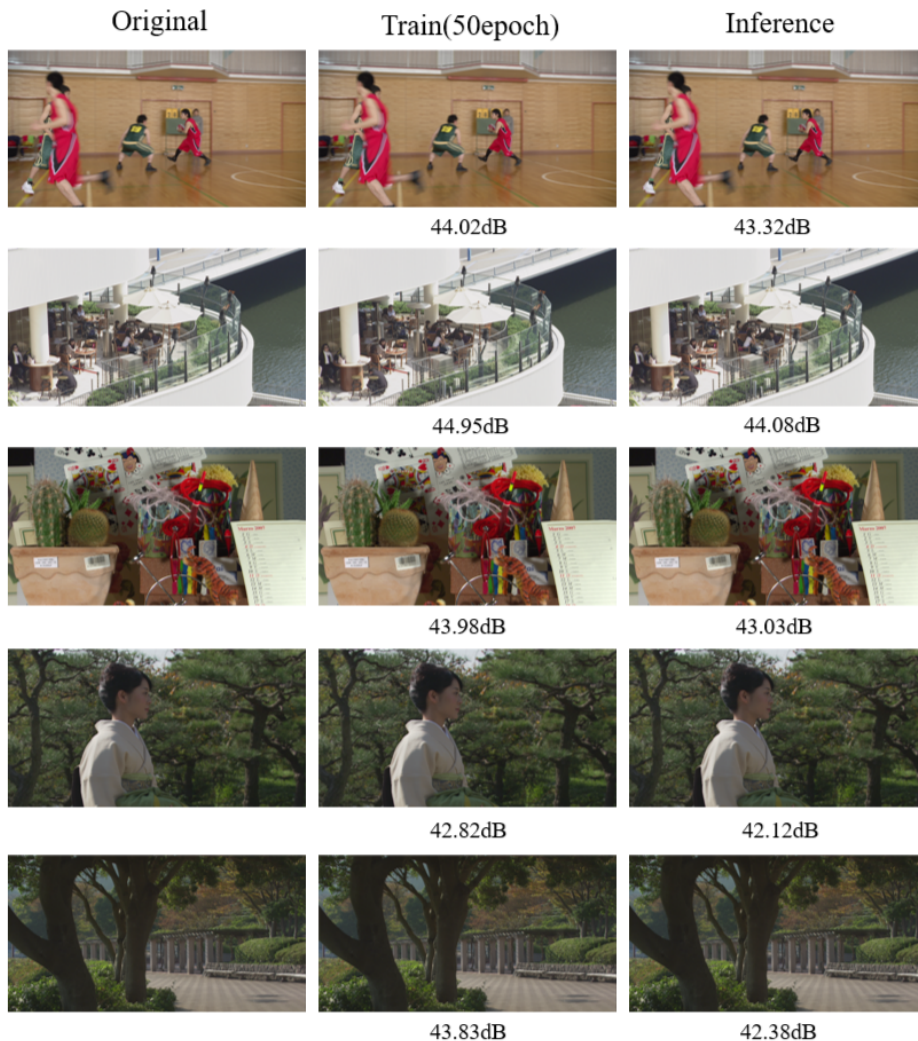 Original Train(50epoch) Inference
44.02dB 43.32dB
44.95dB 44.08dB
43.98dB 43.03dB
42.82dB 42.12dB
43.83dB 42.38dB